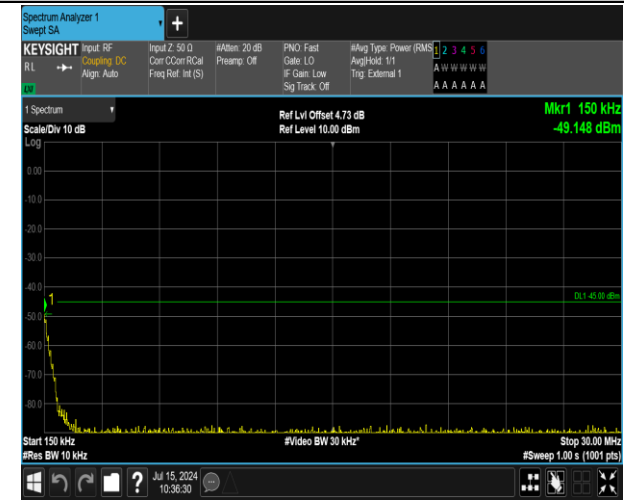 Spectrum Analyzer 1
Swept SA
+
KEYSIGHT
RL
LXI
Input: RF
Coupling: DC
Align: Auto
Input Z: 50 Ω
Corr CCorr RCal
Freq Ref: Int (S)
#Atten: 20 dB
Preamp: Off
PNO: Fast
Gate: LO
IF Gain: Low
Sig Track: Off
#Avg Type: Power (RMS
Avg|Hold: 1/1
Trig: External 1
1 2 3 4 5 6
A W W W W W
A A A A A A
1 Spectrum
Scale/Div 10 dB
Log
Ref Lvl Offset 4.73 dB
Ref Level 10.00 dBm
Mkr1 150 kHz
-49.148 dBm
0.00
-10.0
-20.0
-30.0
-40.0
1
DL1 -45.00 dBm
-50.0
-60.0
-70.0
-80.0
Start 150 kHz
#Video BW 30 kHz*
Stop 30.00 MHz
#Res BW 10 kHz
#Sweep 1.00 s (1001 pts)
?
Jul 15, 2024
10:36:30